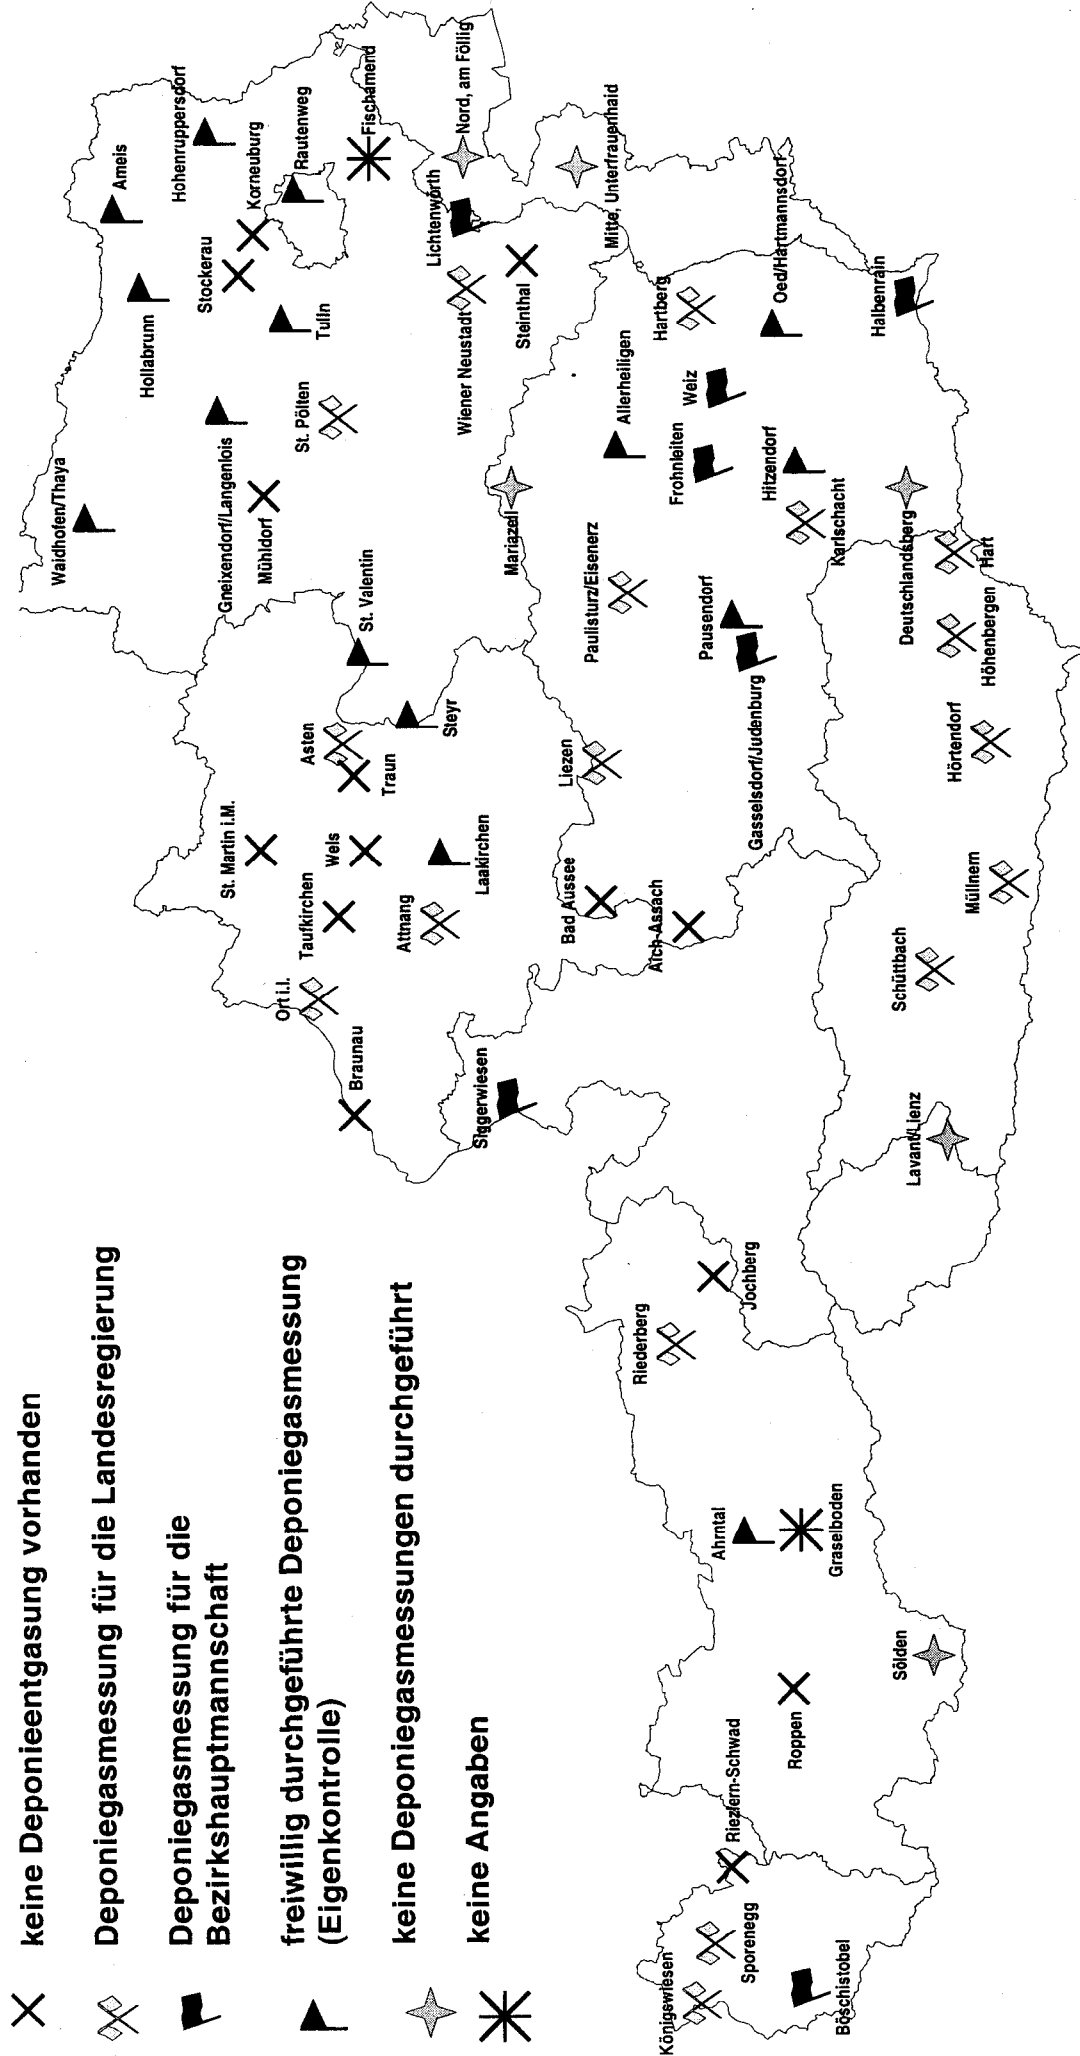 keine Deponieentgasung vorhanden
Deponiegasmessung für die Landesregierung
Deponiegasmessung für die
Bezirkshauptmannschaft
freiwillig durchgeführte Deponiegasmessung
(Eigenkontrolle)
keine Deponiegasmessungen durchgeführt
keine Angaben
Königswiesen
Sporenegg
Böschistobel
Riezlern-Schwad
Roppen
Sölden
Ahrntal
Graselboden
Riederberg
Jochberg
Lavant/Lienz
Siggerwiesen
Braunau
Ort i.I.
Taufkirchen
St. Martin i.M.
Wels
Attnang
Laakirchen
Asten
Traun
Steyr
St. Valentin
Bad Aussee
Aich-Assach
Liezen
Schüttbach
Müllnern
Hörtendorf
Höhenbergen
Hart
Deutschlandsberg
Gasselsdorf/Judenburg
Pausendorf
Paulisturz/Eisenerz
Mariazell
Karlschacht
Hitzendorf
Frohnleiten
Weiz
Allerheiligen
Hartberg
Oed/Hartmannsdorf
Halbenrain
Waidhofen/Thaya
Gneixendorf/Langenlois
Mühldorf
St. Pölten
Hollabrunn
Tulln
Stockerau
Korneuburg
Ameis
Hohenruppersdorf
Rautenweg
Fischamend
Wiener Neustadt
Lichtenwörth
Steinthal
Nord, am Föllig
Mitte, Unterfrauenhaid